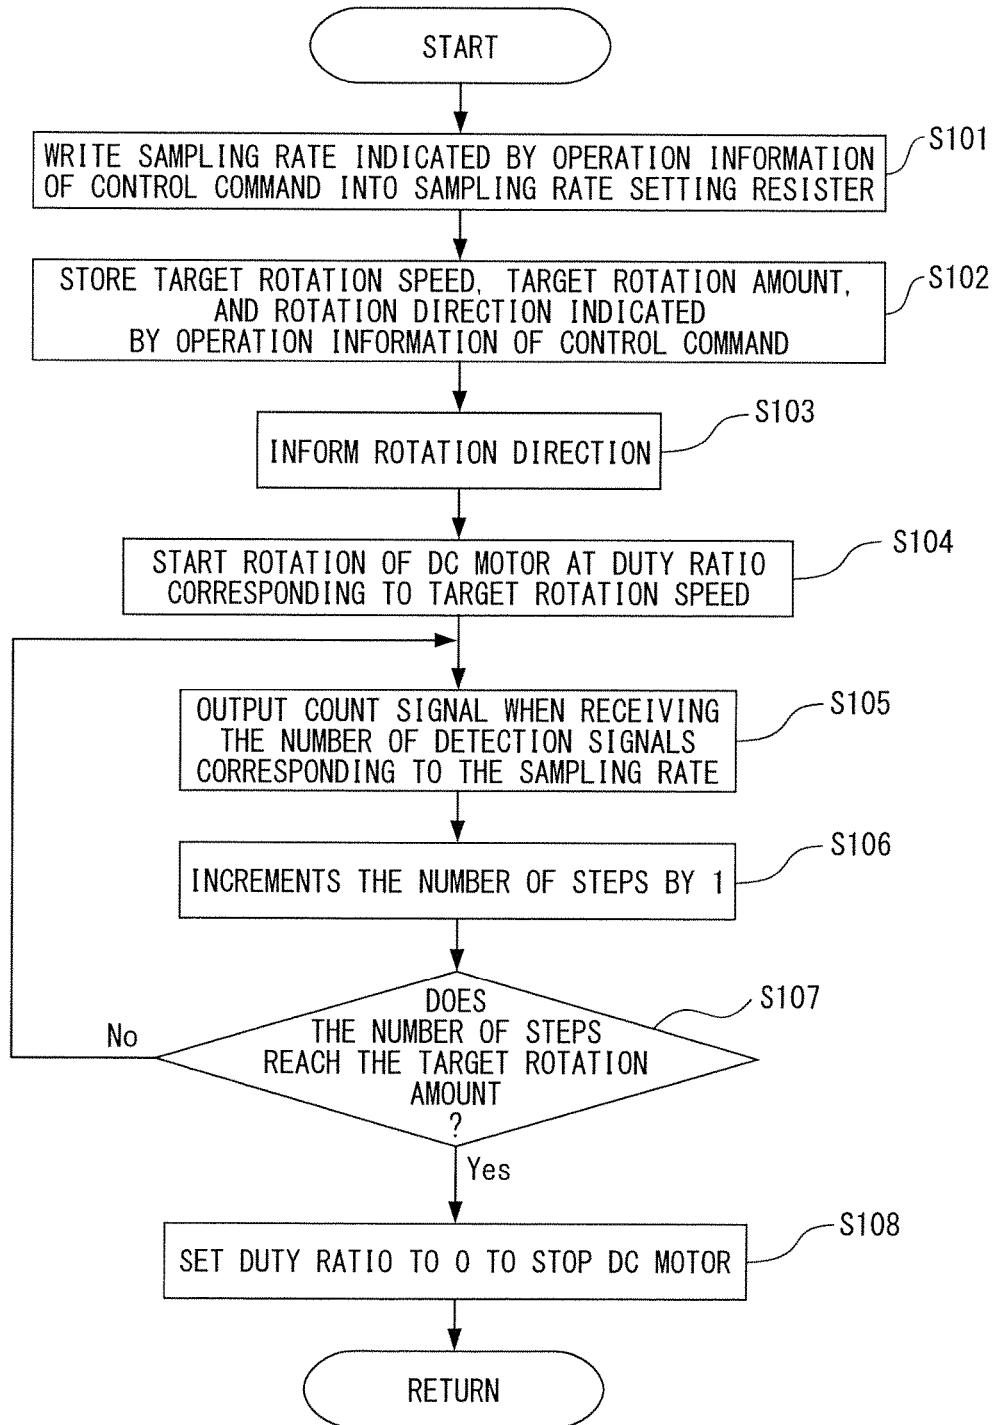 START
S101
WRITE SAMPLING RATE INDICATED BY OPERATION INFORMATION
OF CONTROL COMMAND INTO SAMPLING RATE SETTING RESISTER
S102
STORE TARGET ROTATION SPEED, TARGET ROTATION AMOUNT,
AND ROTATION DIRECTION INDICATED
BY OPERATION INFORMATION OF CONTROL COMMAND
S103
INFORM ROTATION DIRECTION
S104
START ROTATION OF DC MOTOR AT DUTY RATIO
CORRESPONDING TO TARGET ROTATION SPEED
S105
OUTPUT COUNT SIGNAL WHEN RECEIVING
THE NUMBER OF DETECTION SIGNALS
CORRESPONDING TO THE SAMPLING RATE
S106
INCREMENTS THE NUMBER OF STEPS BY 1
S107
DOES
THE NUMBER OF STEPS
REACH THE TARGET ROTATION
AMOUNT
?
No
Yes
S108
SET DUTY RATIO TO 0 TO STOP DC MOTOR
RETURN